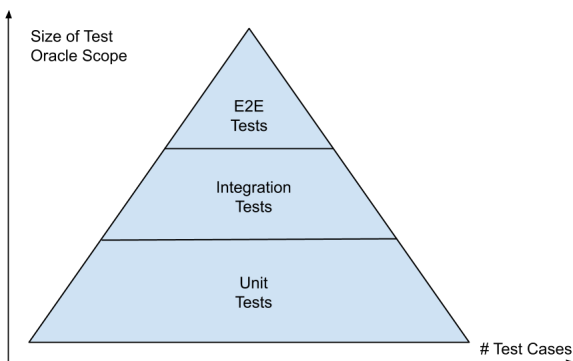 Size of Test
Oracle Scope
E2E
Tests
Integration
Tests
Unit
Tests
# Test Cases